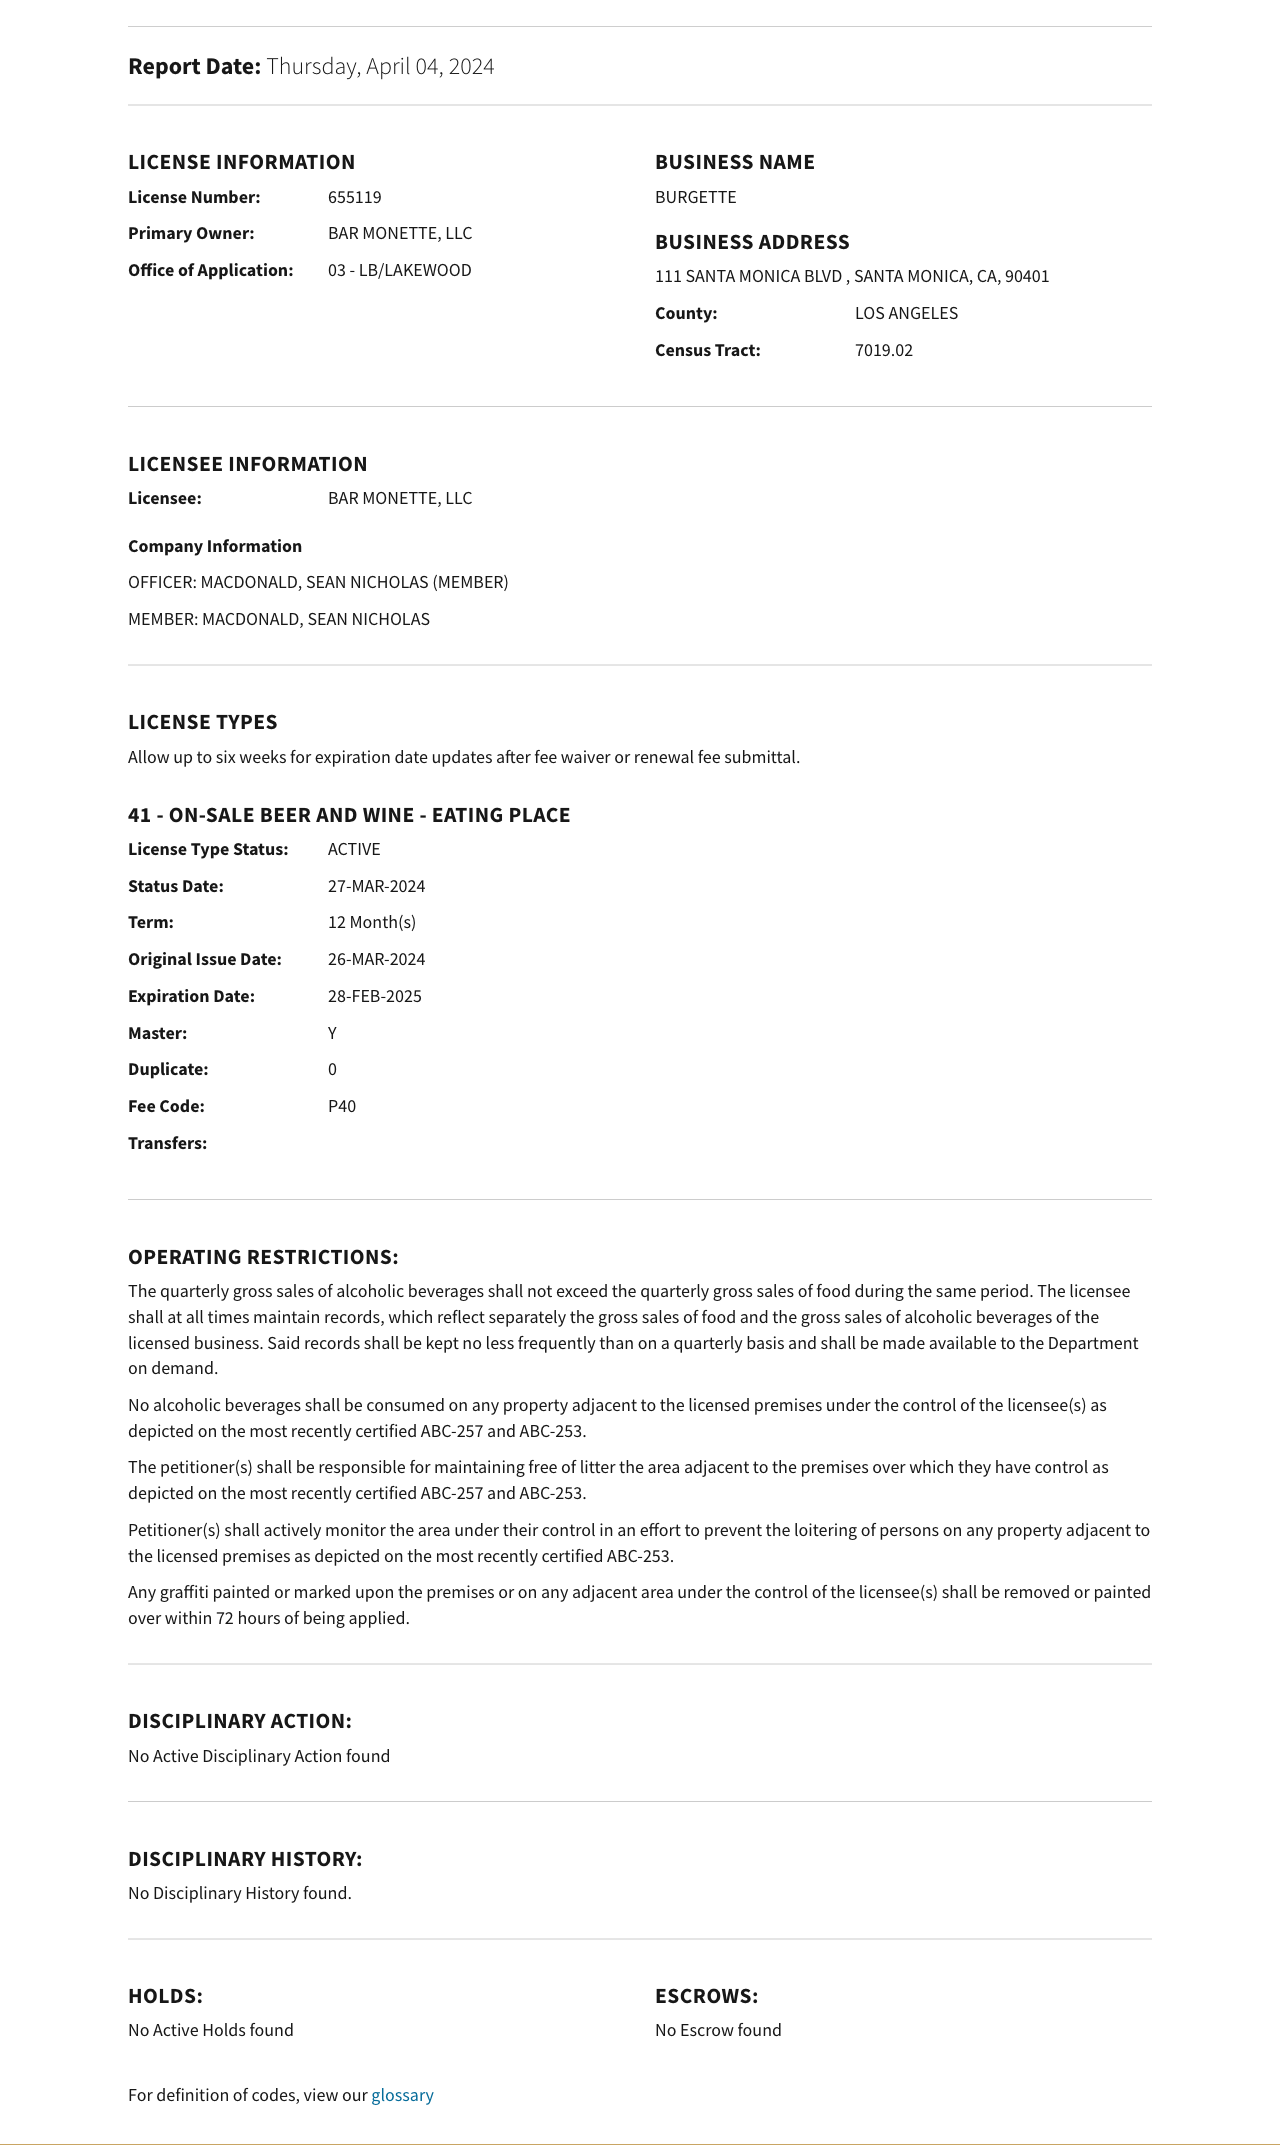 Report Date: Thursday, April 04, 2024
LICENSE INFORMATION
License Number: 655119
Primary Owner: BAR MONETTE, LLC
Office of Application: 03 - LB/LAKEWOOD
BUSINESS NAME
BURGETTE
BUSINESS ADDRESS
111 SANTA MONICA BLVD , SANTA MONICA, CA, 90401
County: LOS ANGELES
Census Tract: 7019.02
LICENSEE INFORMATION
Licensee: BAR MONETTE, LLC
Company Information
OFFICER: MACDONALD, SEAN NICHOLAS (MEMBER)
MEMBER: MACDONALD, SEAN NICHOLAS
LICENSE TYPES
Allow up to six weeks for expiration date updates after fee waiver or renewal fee submittal.
41 - ON-SALE BEER AND WINE - EATING PLACE
License Type Status: ACTIVE
Status Date: 27-MAR-2024
Term: 12 Month(s)
Original Issue Date: 26-MAR-2024
Expiration Date: 28-FEB-2025
Master: Y
Duplicate: 0
Fee Code: P40
Transfers:
OPERATING RESTRICTIONS:
The quarterly gross sales of alcoholic beverages shall not exceed the quarterly gross sales of food during the same period. The licensee
shall at all times maintain records, which reflect separately the gross sales of food and the gross sales of alcoholic beverages of the
licensed business. Said records shall be kept no less frequently than on a quarterly basis and shall be made available to the Department
on demand.
No alcoholic beverages shall be consumed on any property adjacent to the licensed premises under the control of the licensee(s) as
depicted on the most recently certified ABC-257 and ABC-253.
The petitioner(s) shall be responsible for maintaining free of litter the area adjacent to the premises over which they have control as
depicted on the most recently certified ABC-257 and ABC-253.
Petitioner(s) shall actively monitor the area under their control in an effort to prevent the loitering of persons on any property adjacent to
the licensed premises as depicted on the most recently certified ABC-253.
Any graffiti painted or marked upon the premises or on any adjacent area under the control of the licensee(s) shall be removed or painted
over within 72 hours of being applied.
DISCIPLINARY ACTION:
No Active Disciplinary Action found
DISCIPLINARY HISTORY:
No Disciplinary History found.
HOLDS:
No Active Holds found
ESCROWS:
No Escrow found
For definition of codes, view our glossary